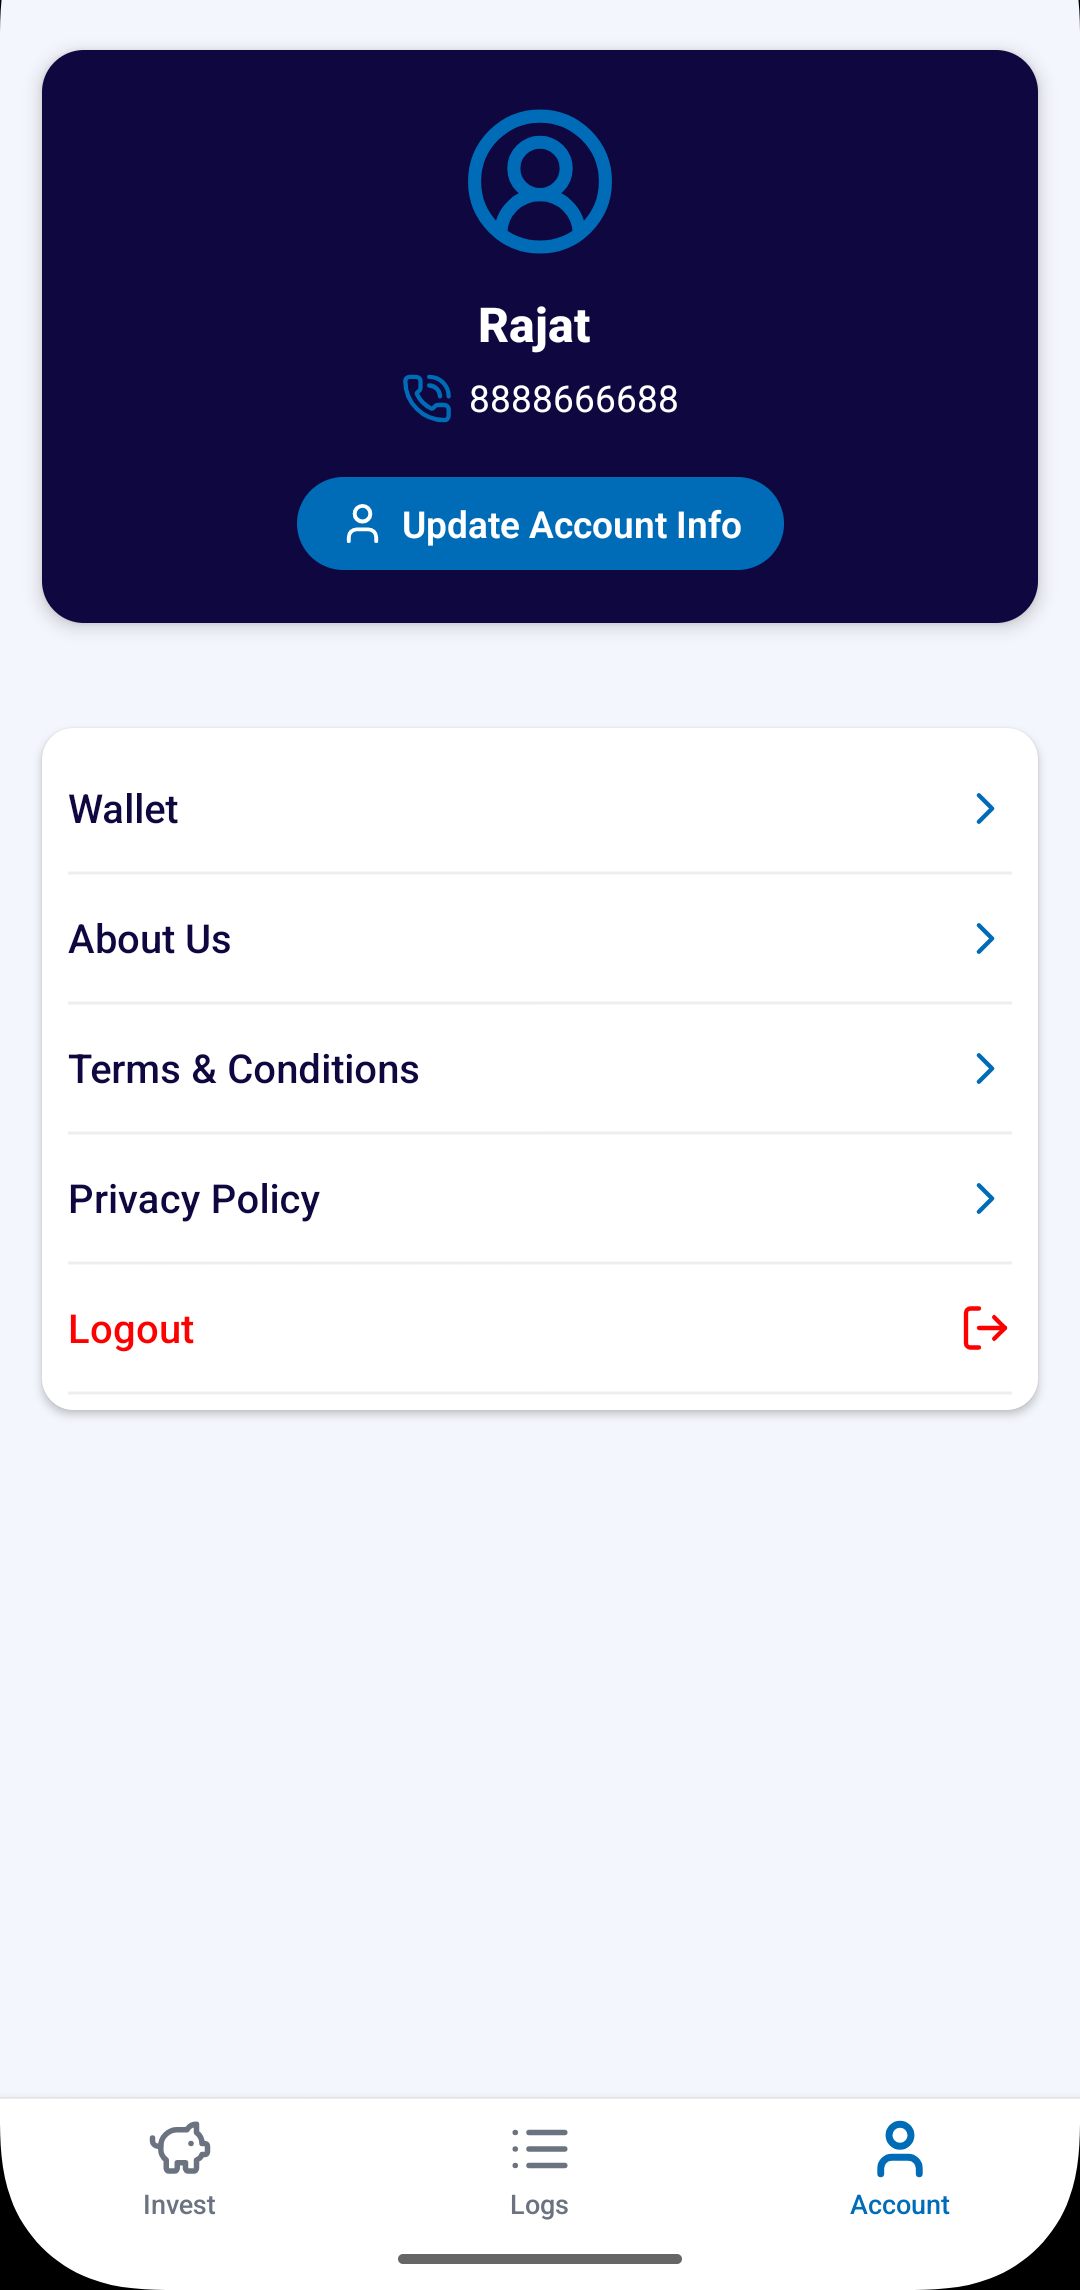 Rajat
8888666688
Update Account Info
Wallet
About Us
Terms & Conditions
Privacy Policy
Logout
Invest
Logs
Account